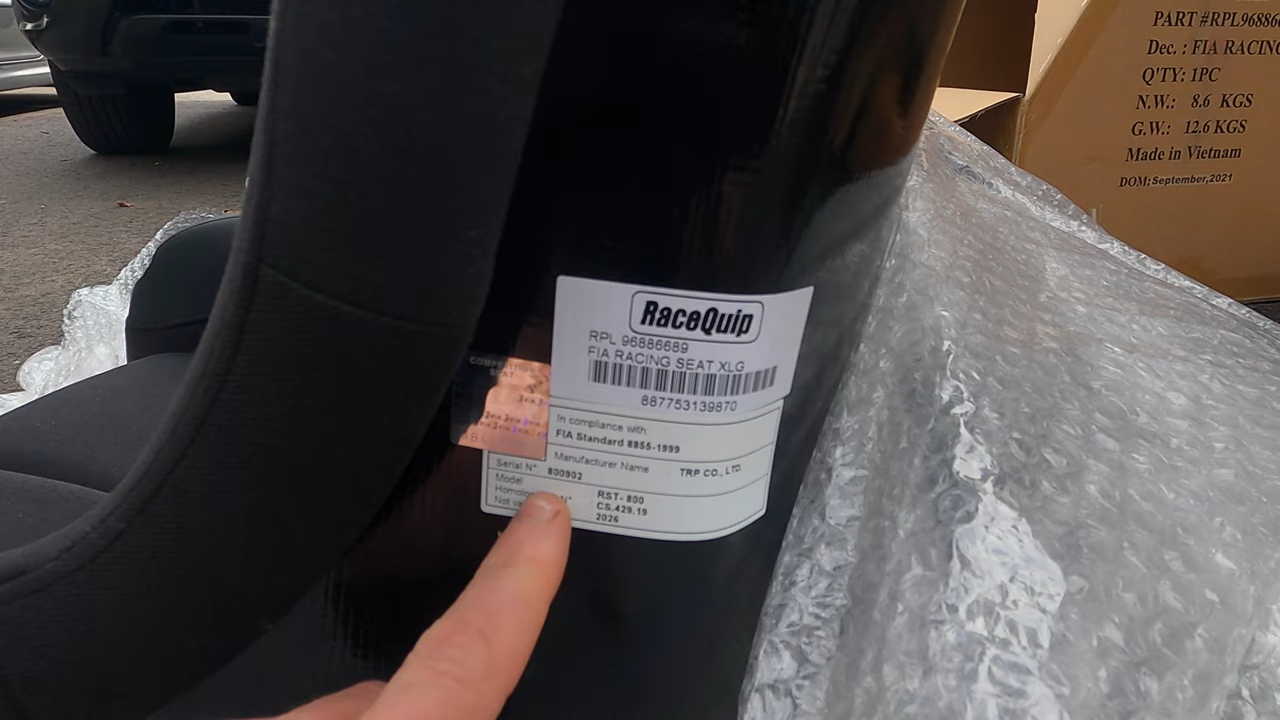 PART #RPL96886
Dec. : FIA RACING
Q'TY: 1PC
N.W.: 8.6 KGS
G.W.: 12.6 KGS
Made in Vietnam
DOM:September,2021
RaceQuip
RPL 96886689
FIA RACING SEAT XLG
887753139870
In compliance with:
FIA Standard 8855-1999
Manufacturer Name TRP CO., LTD.
Serial N°: 800902
Model RST- 800
CS.429.19
2026